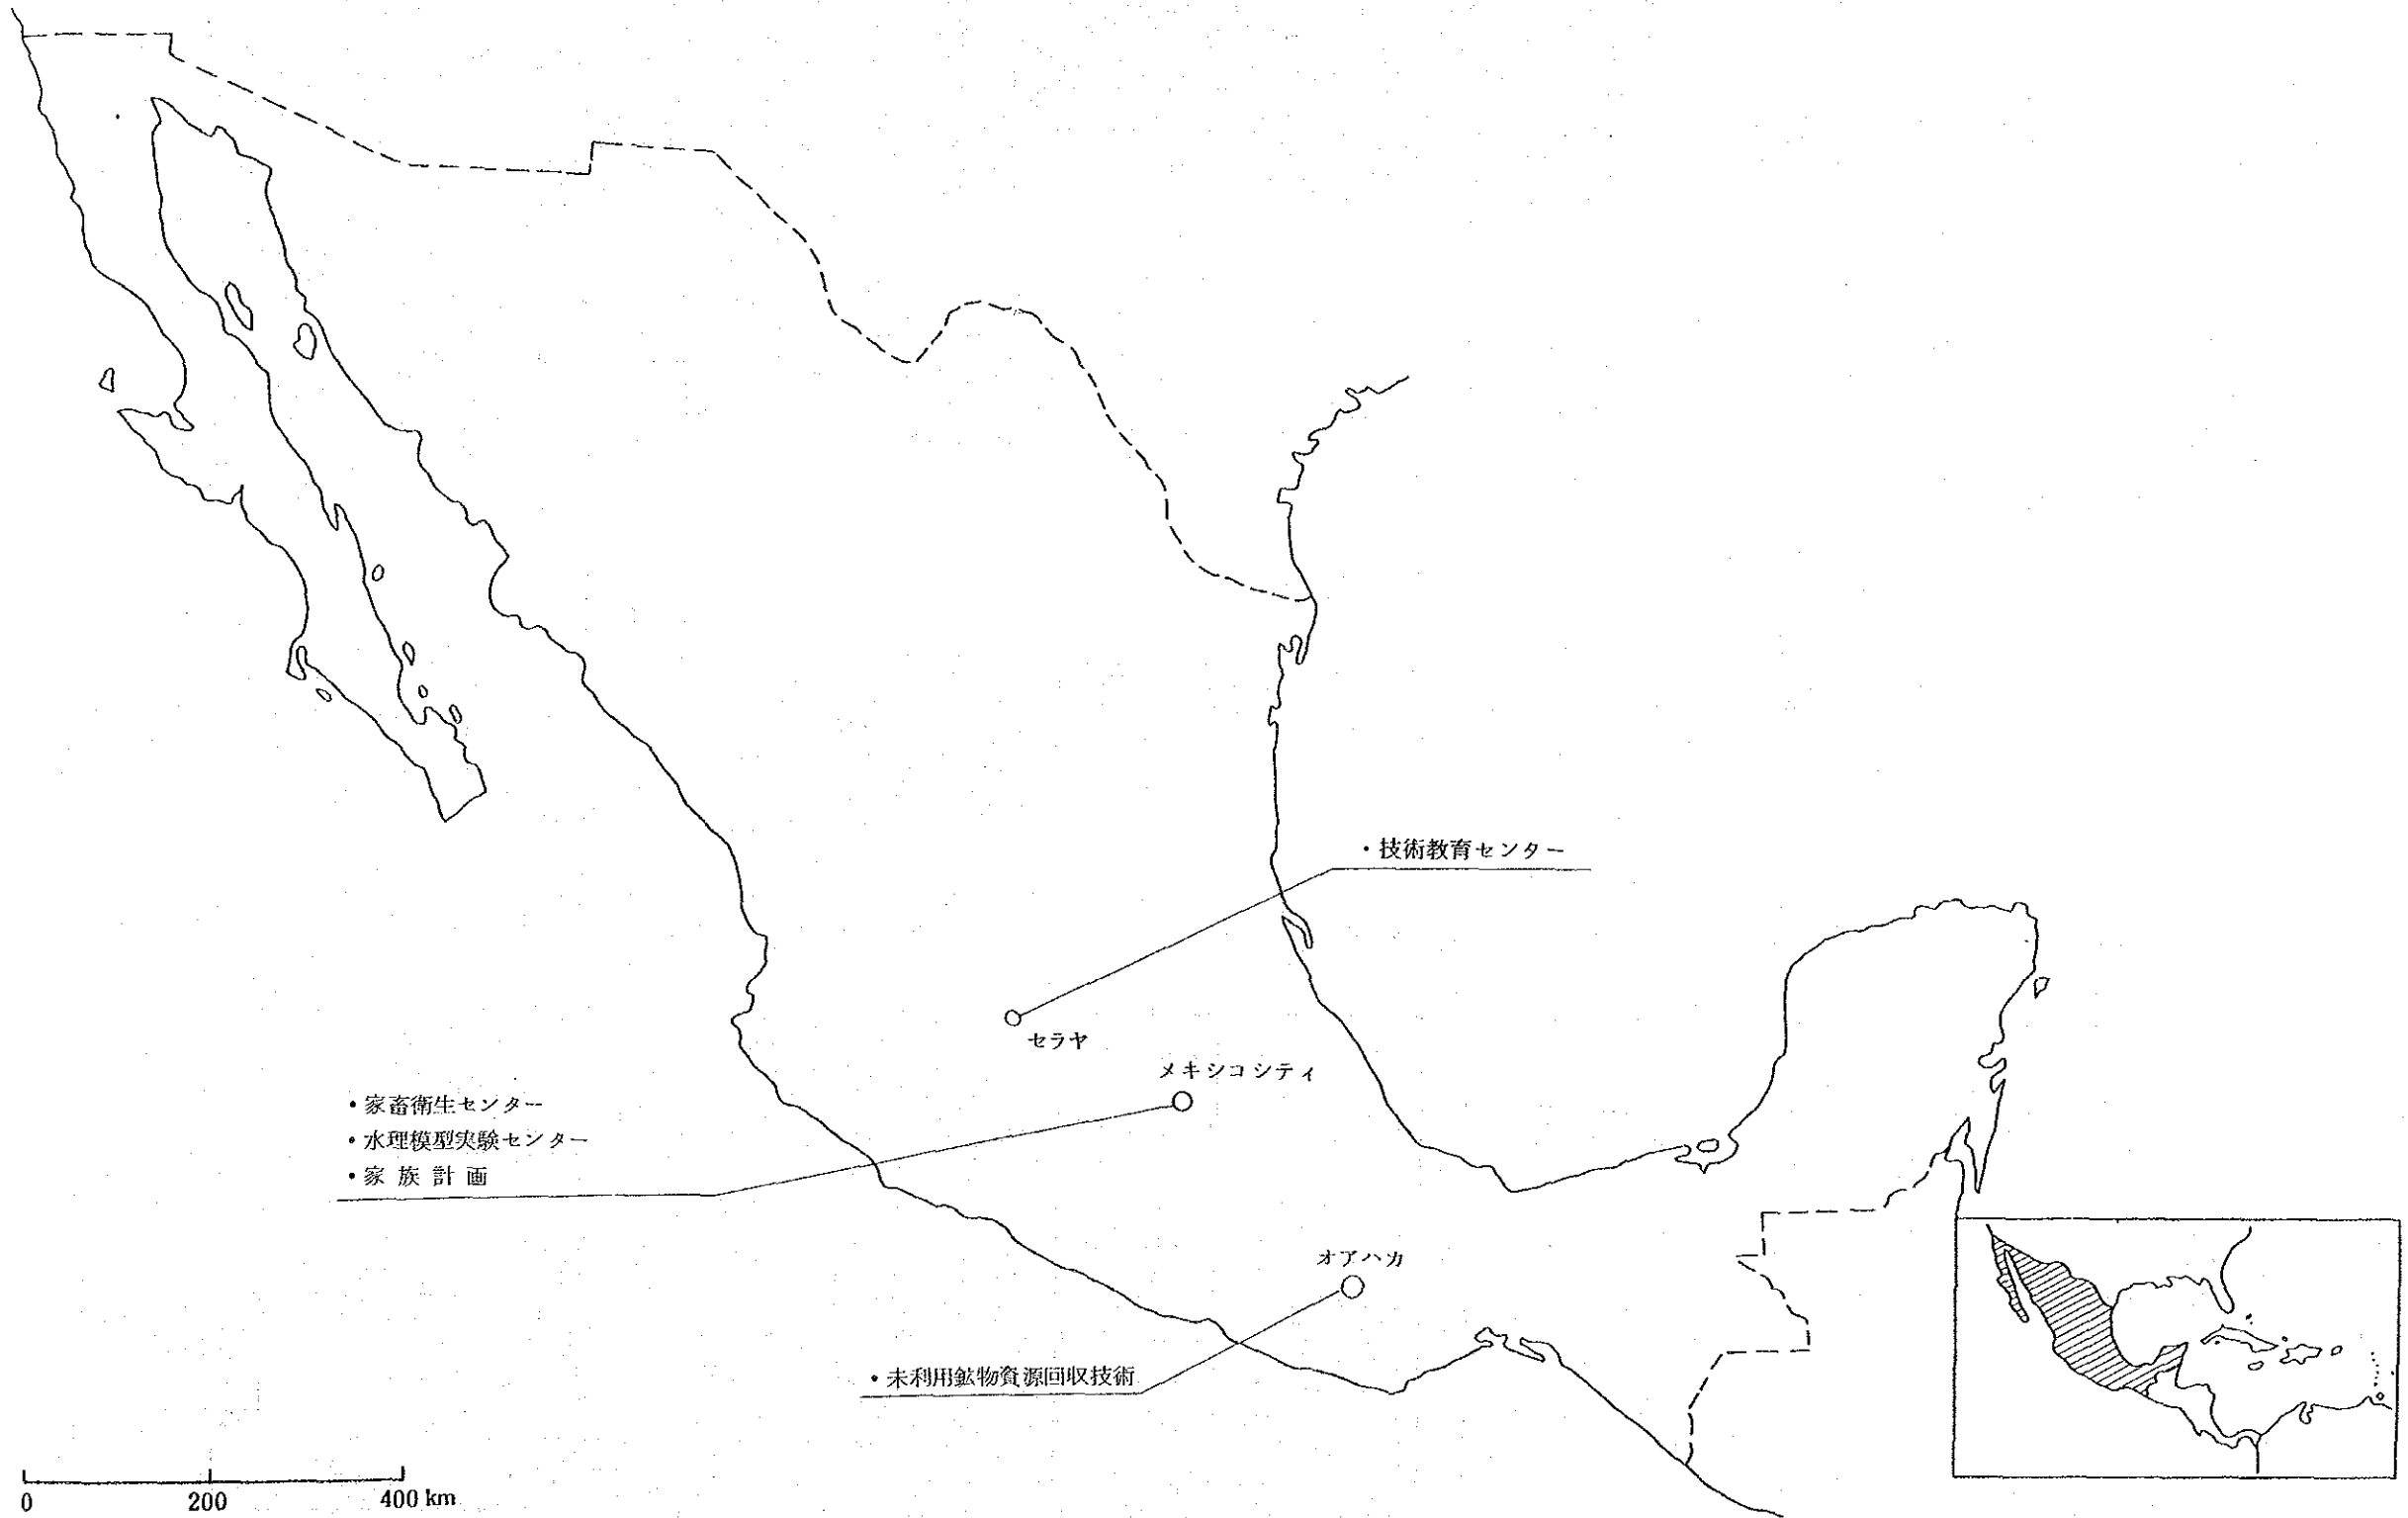 ・技術教育センター
セラヤ
メキシコシティ
・家畜衛生センター
・水理模型実験センター
・家族計画
オアハカ
・未利用鉱物資源回収技術
0 200 400 km